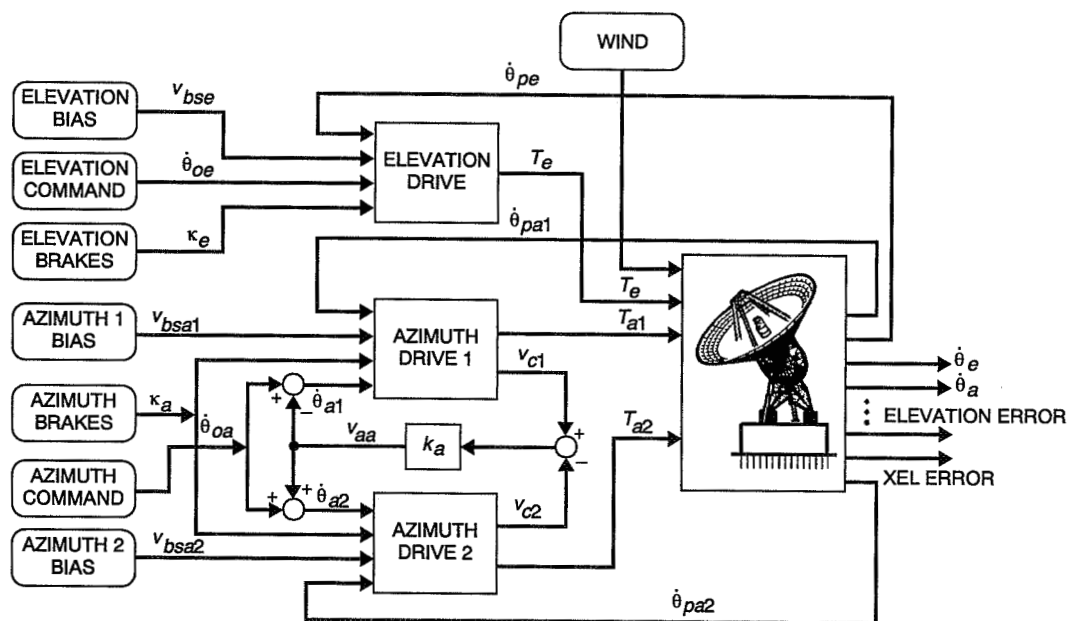 WIND
θ̇pe
ELEVATION
BIAS
vbse
ELEVATION
COMMAND
θ̇oe
ELEVATION
DRIVE
Te
ELEVATION
BRAKES
κe
θ̇pa1
Te
AZIMUTH 1
BIAS
vbsa1
AZIMUTH
DRIVE 1
Ta1
vc1
θ̇e
θ̇a
AZIMUTH
BRAKES
κa
θ̇oa
+
−
θ̇a1
ELEVATION ERROR
vaa
ka
+
−
Ta2
XEL ERROR
AZIMUTH
COMMAND
+
+
θ̇a2
AZIMUTH
DRIVE 2
vc2
AZIMUTH 2
BIAS
vbsa2
θ̇pa2